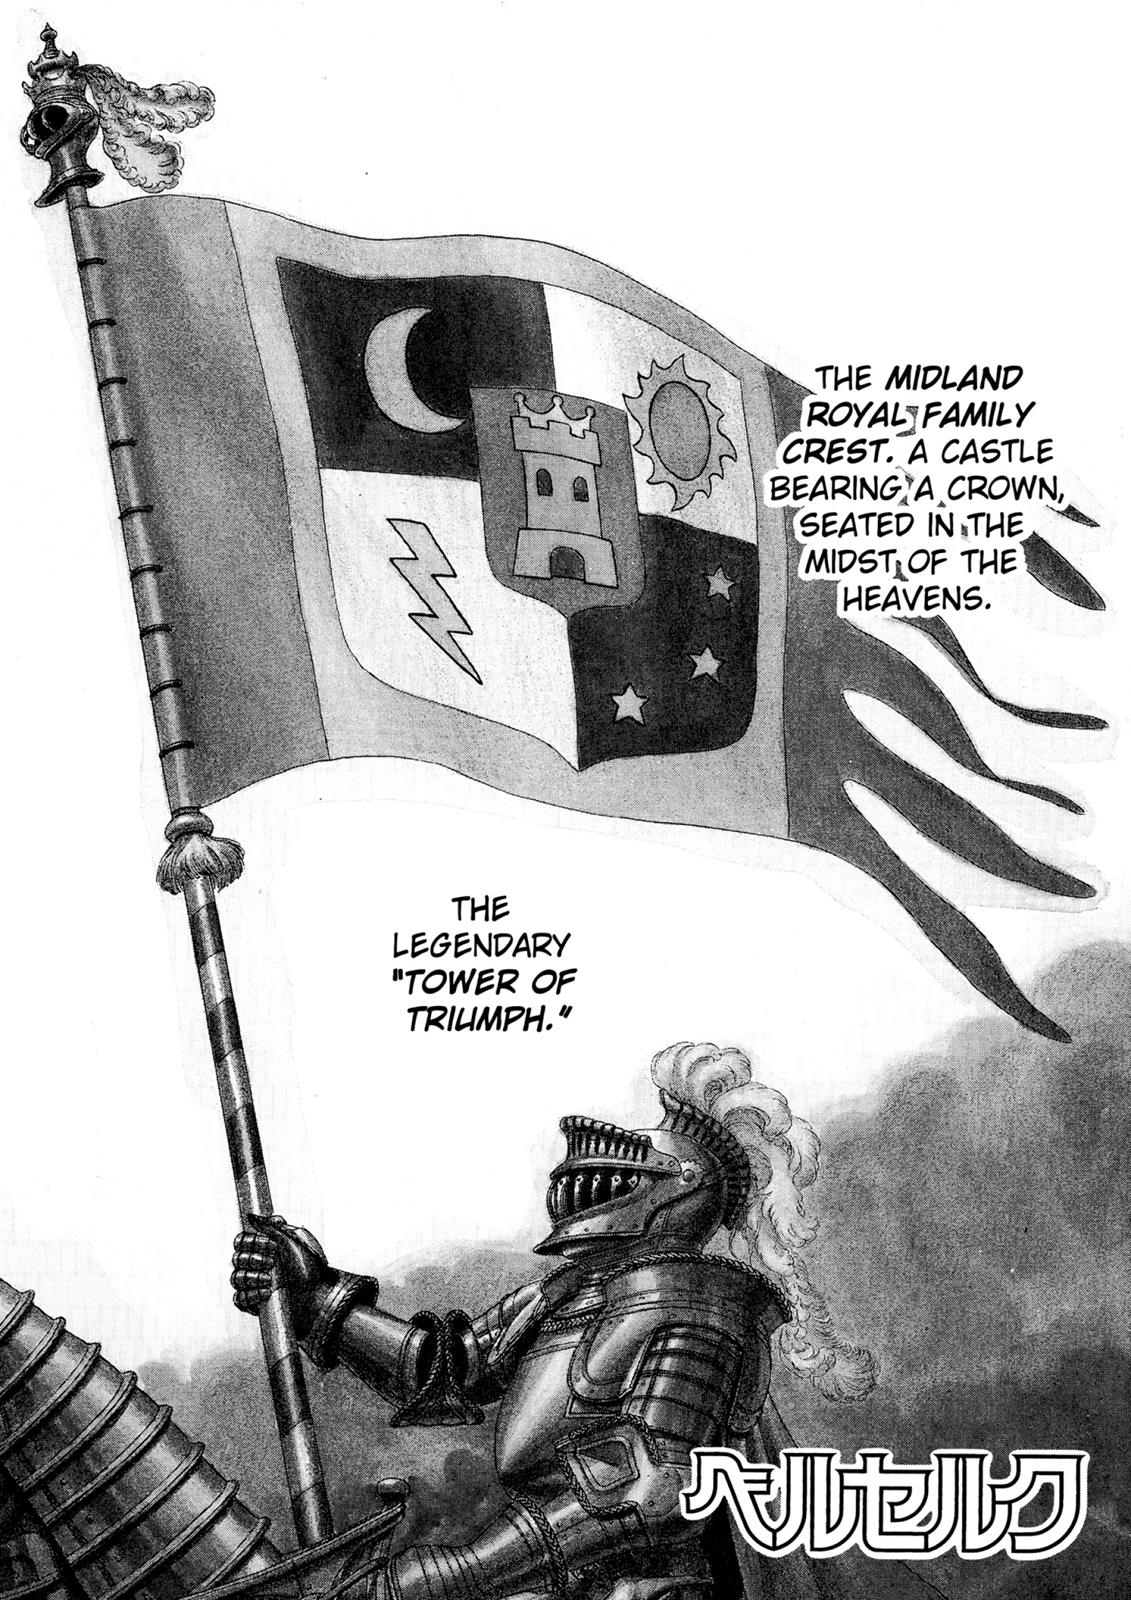 THE MIDLAND
ROYAL FAMILY
CREST. A CASTLE
BEARING A CROWN,
SEATED IN THE
MIDST OF THE
HEAVENS.
THE
LEGENDARY
"TOWER OF
TRIUMPH."
ベルセルク